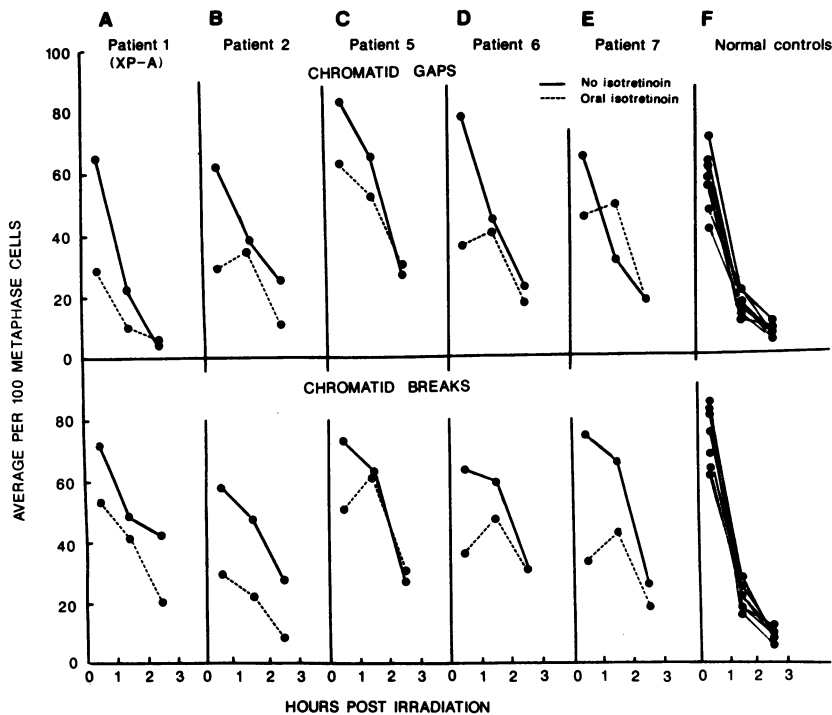 A B C D E F
Patient 1 Patient 2 Patient 5 Patient 6 Patient 7 Normal controls
(XP-A)
CHROMATID GAPS
No isotretinoin
Oral isotretinoin
100
80
60
40
20
0
CHROMATID BREAKS
80
60
40
20
0
AVERAGE PER 100 METAPHASE CELLS
0 1 2 3 0 1 2 3 0 1 2 3 0 1 2 3 0 1 2 3 0 1 2 3
HOURS POST IRRADIATION